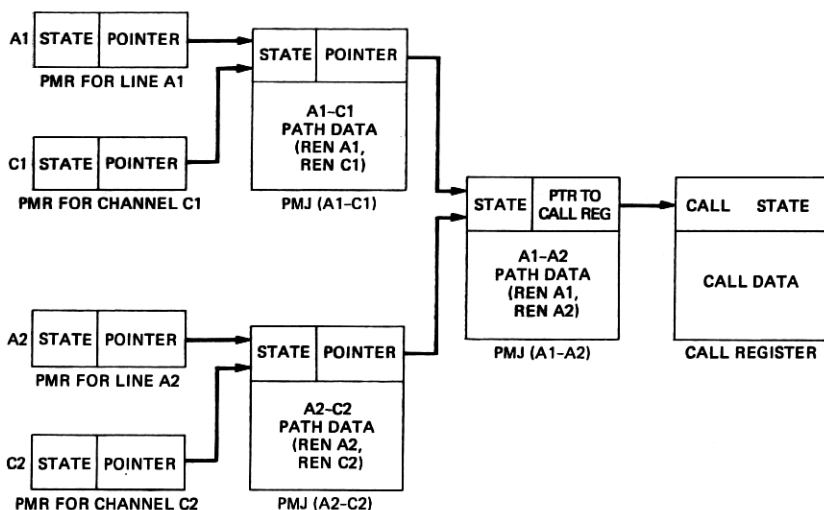 A1 STATE POINTER
PMR FOR LINE A1
C1 STATE POINTER
PMR FOR CHANNEL C1
STATE POINTER
A1–C1
PATH DATA
(REN A1,
REN C1)
PMJ (A1–C1)
A2 STATE POINTER
PMR FOR LINE A2
C2 STATE POINTER
PMR FOR CHANNEL C2
STATE POINTER
A2–C2
PATH DATA
(REN A2,
REN C2)
PMJ (A2–C2)
STATE
PTR TO
CALL REG
A1–A2
PATH DATA
(REN A1,
REN A2)
PMJ (A1–A2)
CALL STATE
CALL DATA
CALL REGISTER